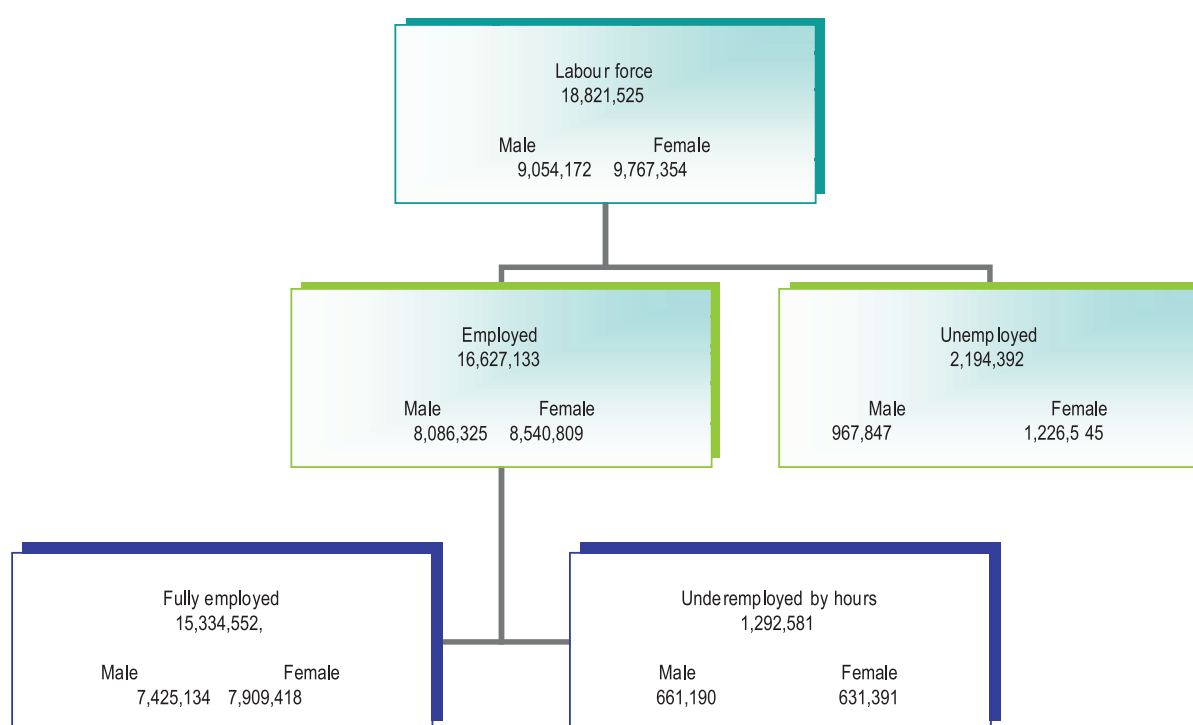 Labour force
18,821,525
Male Female
9,054,172 9,767,354
Employed
16,627,133
Male Female
8,086,325 8,540,809
Unemployed
2,194,392
Male Female
967,847 1,226,5 45
Fully employed
15,334,552,
Male Female
7,425,134 7,909,418
Underemployed by hours
1,292,581
Male Female
661,190 631,391